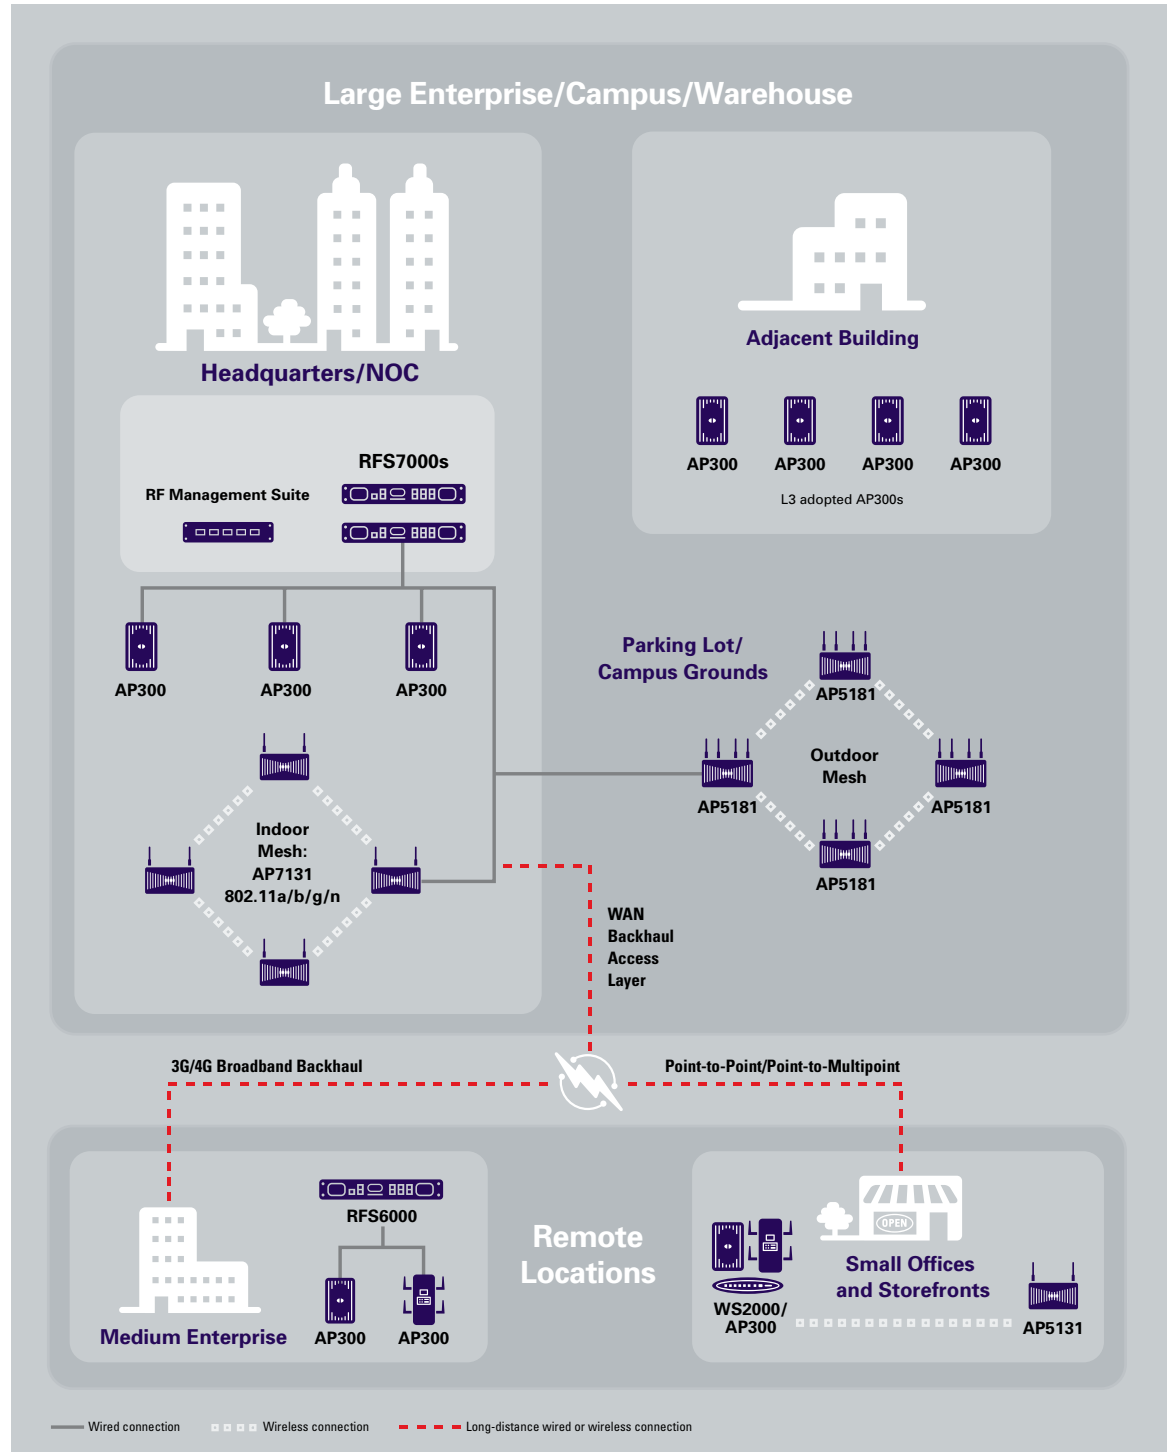 Large Enterprise/Campus/Warehouse
Headquarters/NOC
RFS7000s
RF Management Suite
AP300
AP300
AP300
Indoor
Mesh:
AP7131
802.11a/b/g/n
Adjacent Building
AP300
AP300
AP300
AP300
L3 adopted AP300s
Parking Lot/
Campus Grounds
AP5181
Outdoor
Mesh
AP5181
AP5181
AP5181
WAN
Backhaul
Access
Layer
3G/4G Broadband Backhaul
Point-to-Point/Point-to-Multipoint
RFS6000
AP300
AP300
Medium Enterprise
Remote
Locations
OPEN
Small Offices
and Storefronts
WS2000/
AP300
AP5131
Wired connection
Wireless connection
Long-distance wired or wireless connection